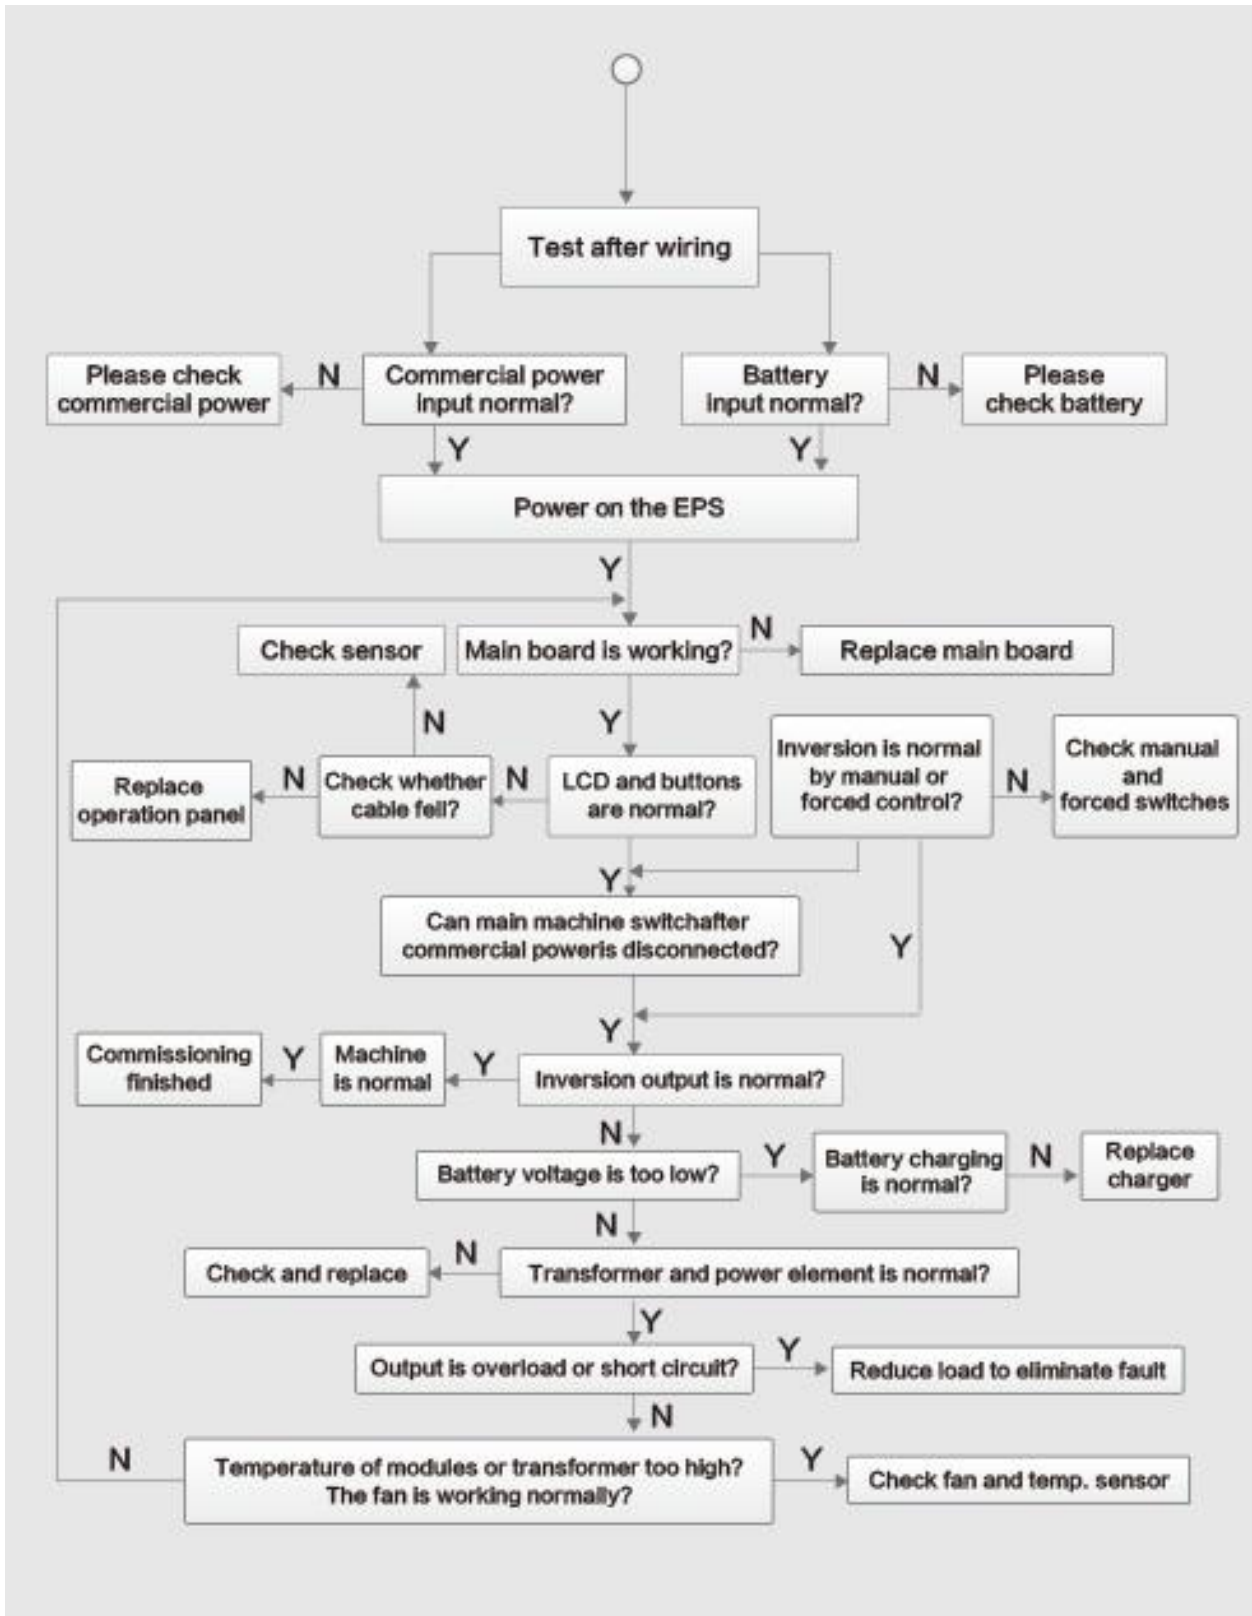 Test after wiring
Please check
commercial power
N
Commercial power
input normal?
Battery
input normal?
N
Please
check battery
Y
Y
Power on the EPS
Y
Check sensor
Main board is working?
N
Replace main board
N
Y
Replace
operation panel
N
Check whether
cable fell?
N
LCD and buttons
are normal?
Inversion is normal
by manual or
forced control?
N
Check manual
and
forced switches
Y
Can main machine switchafter
commercial poweris disconnected?
Y
Y
Commissioning
finished
Y
Machine
is normal
Y
Inversion output is normal?
N
Battery voltage is too low?
Y
Battery charging
is normal?
N
Replace
charger
N
Check and replace
N
Transformer and power element is normal?
Y
Output is overload or short circuit?
Y
Reduce load to eliminate fault
N
N
Temperature of modules or transformer too high?
The fan is working normally?
Y
Check fan and temp. sensor